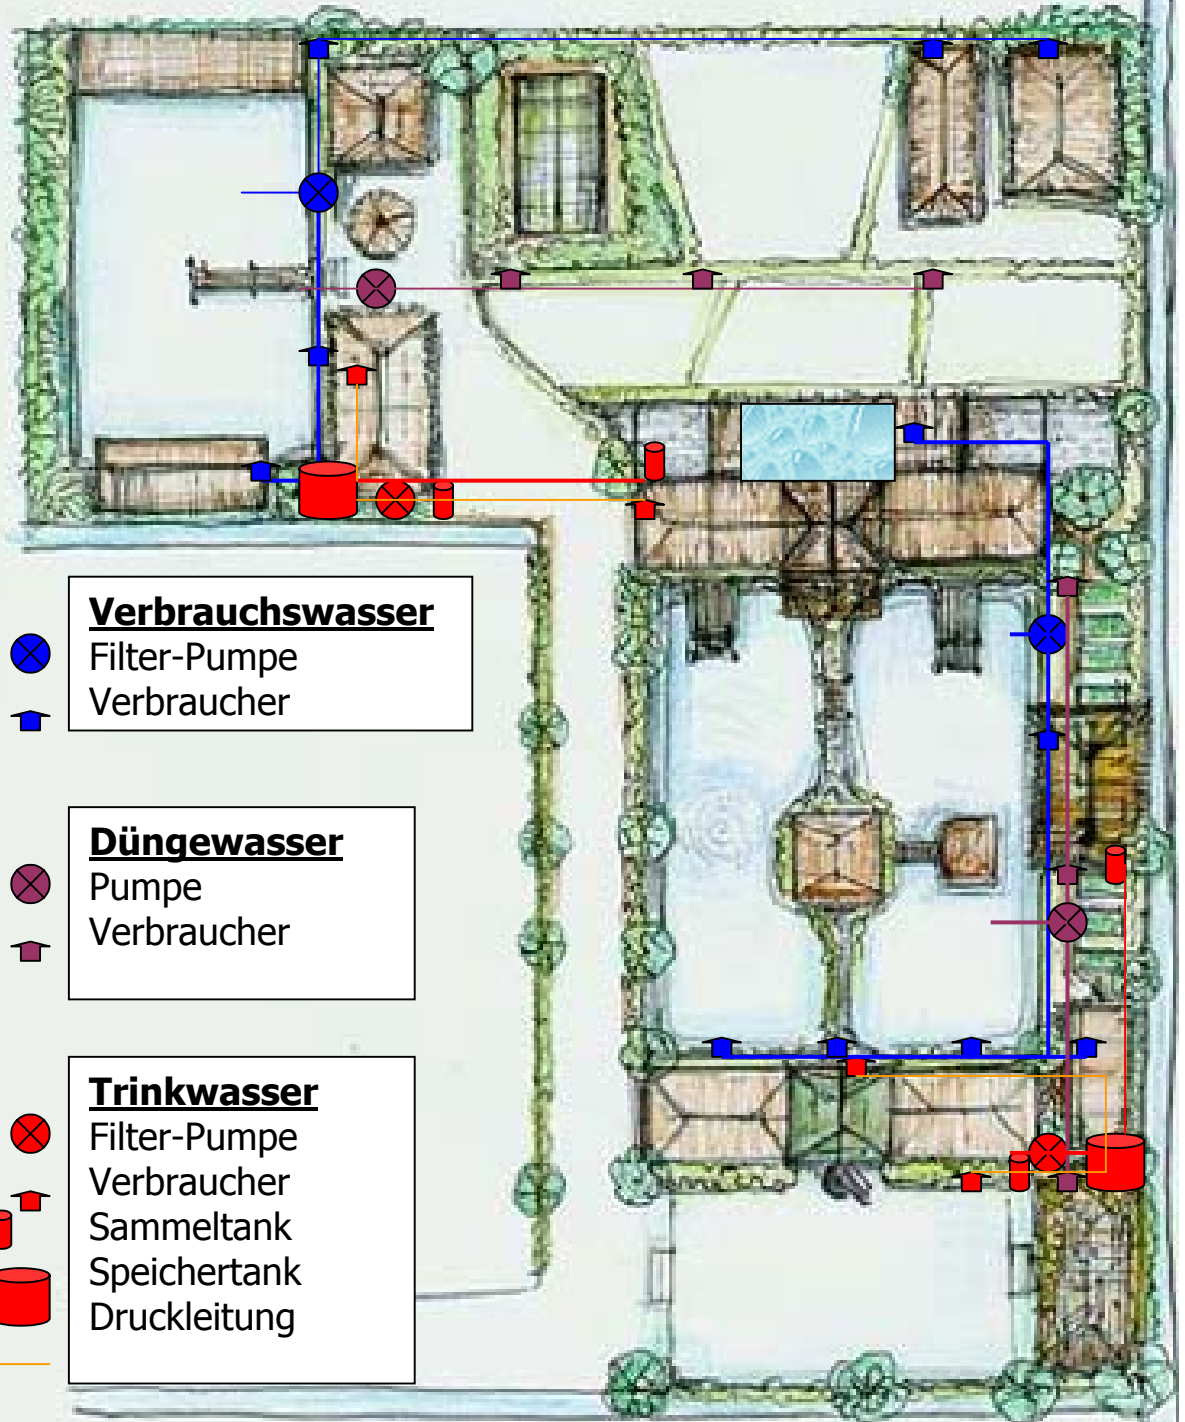 Verbrauchswasser
Filter-Pumpe
Verbraucher
Düngewasser
Pumpe
Verbraucher
Trinkwasser
Filter-Pumpe
Verbraucher
Sammeltank
Speichertank
Druckleitung